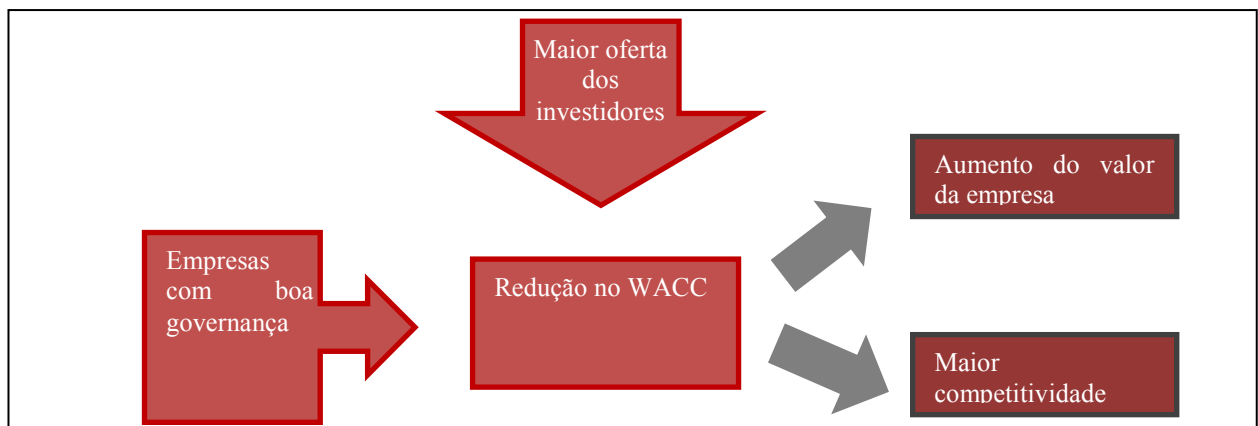 Maior oferta
dos
investidores
Aumento do valor
da empresa
Empresas
com boa
governança
Redução no WACC
Maior
competitividade